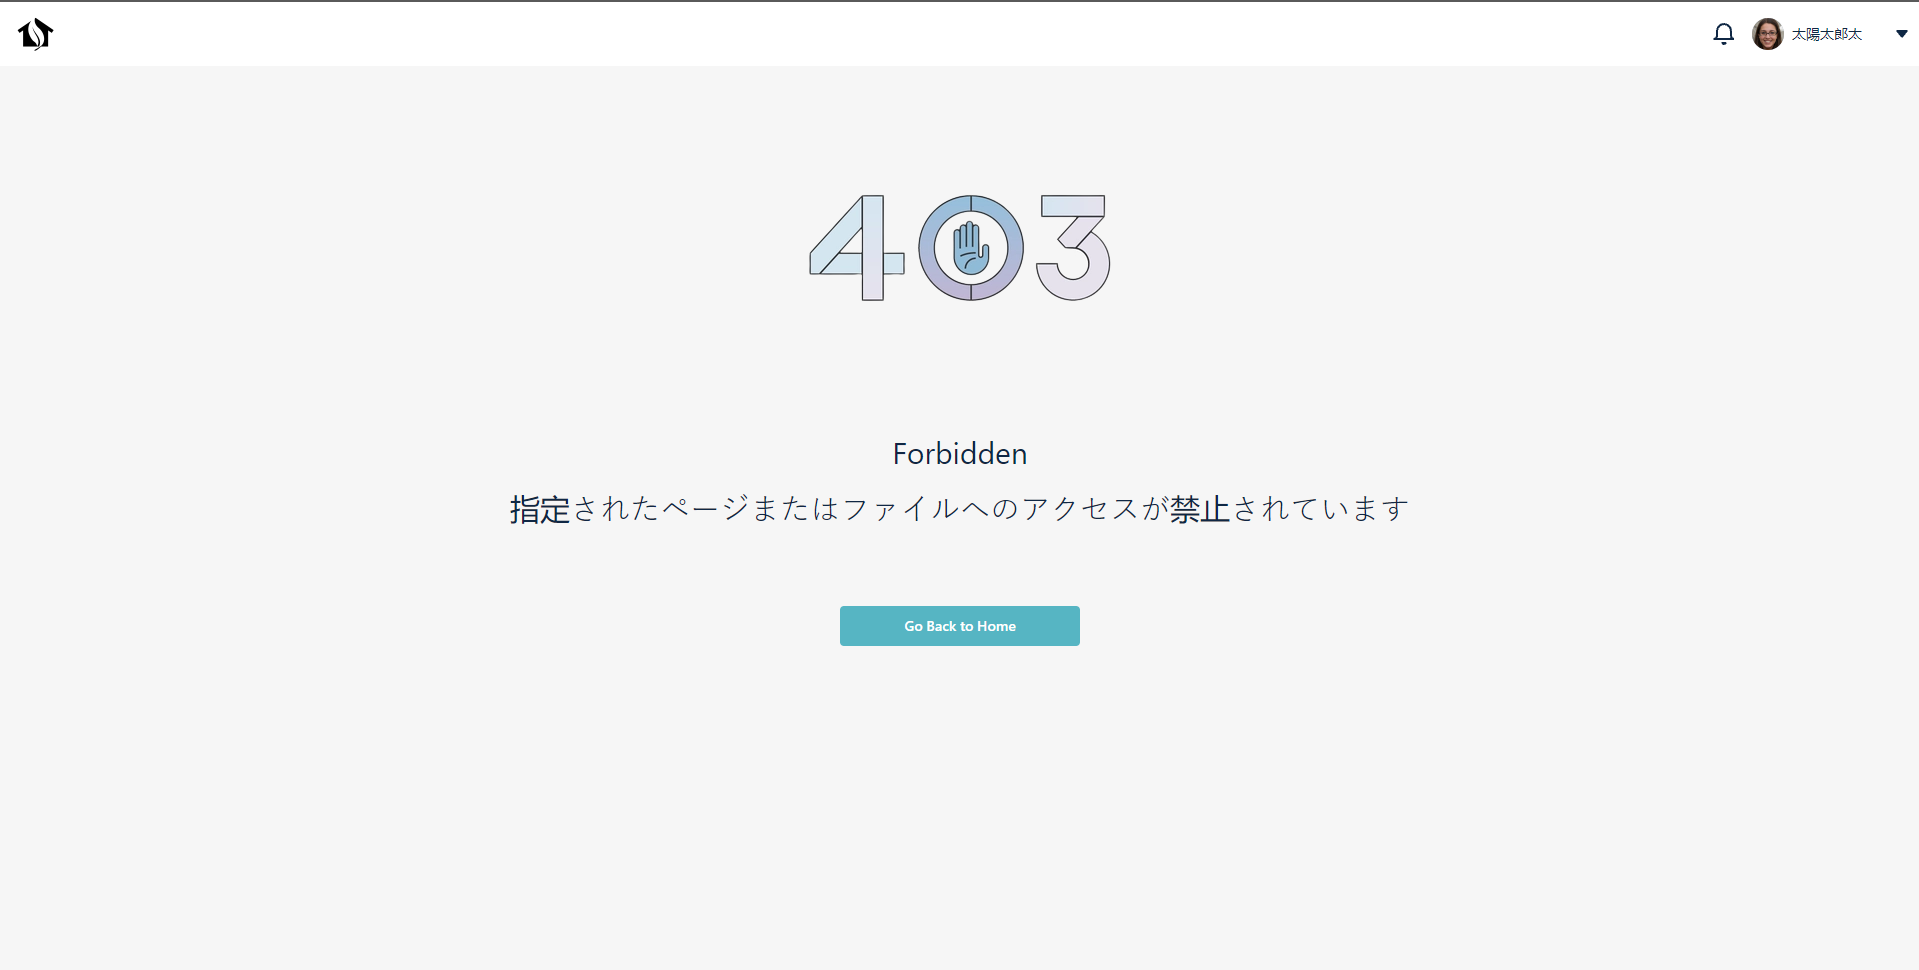 太陽太郎太
403
Forbidden
指定されたページまたはファイルへのアクセスが禁止されています
Go Back to Home